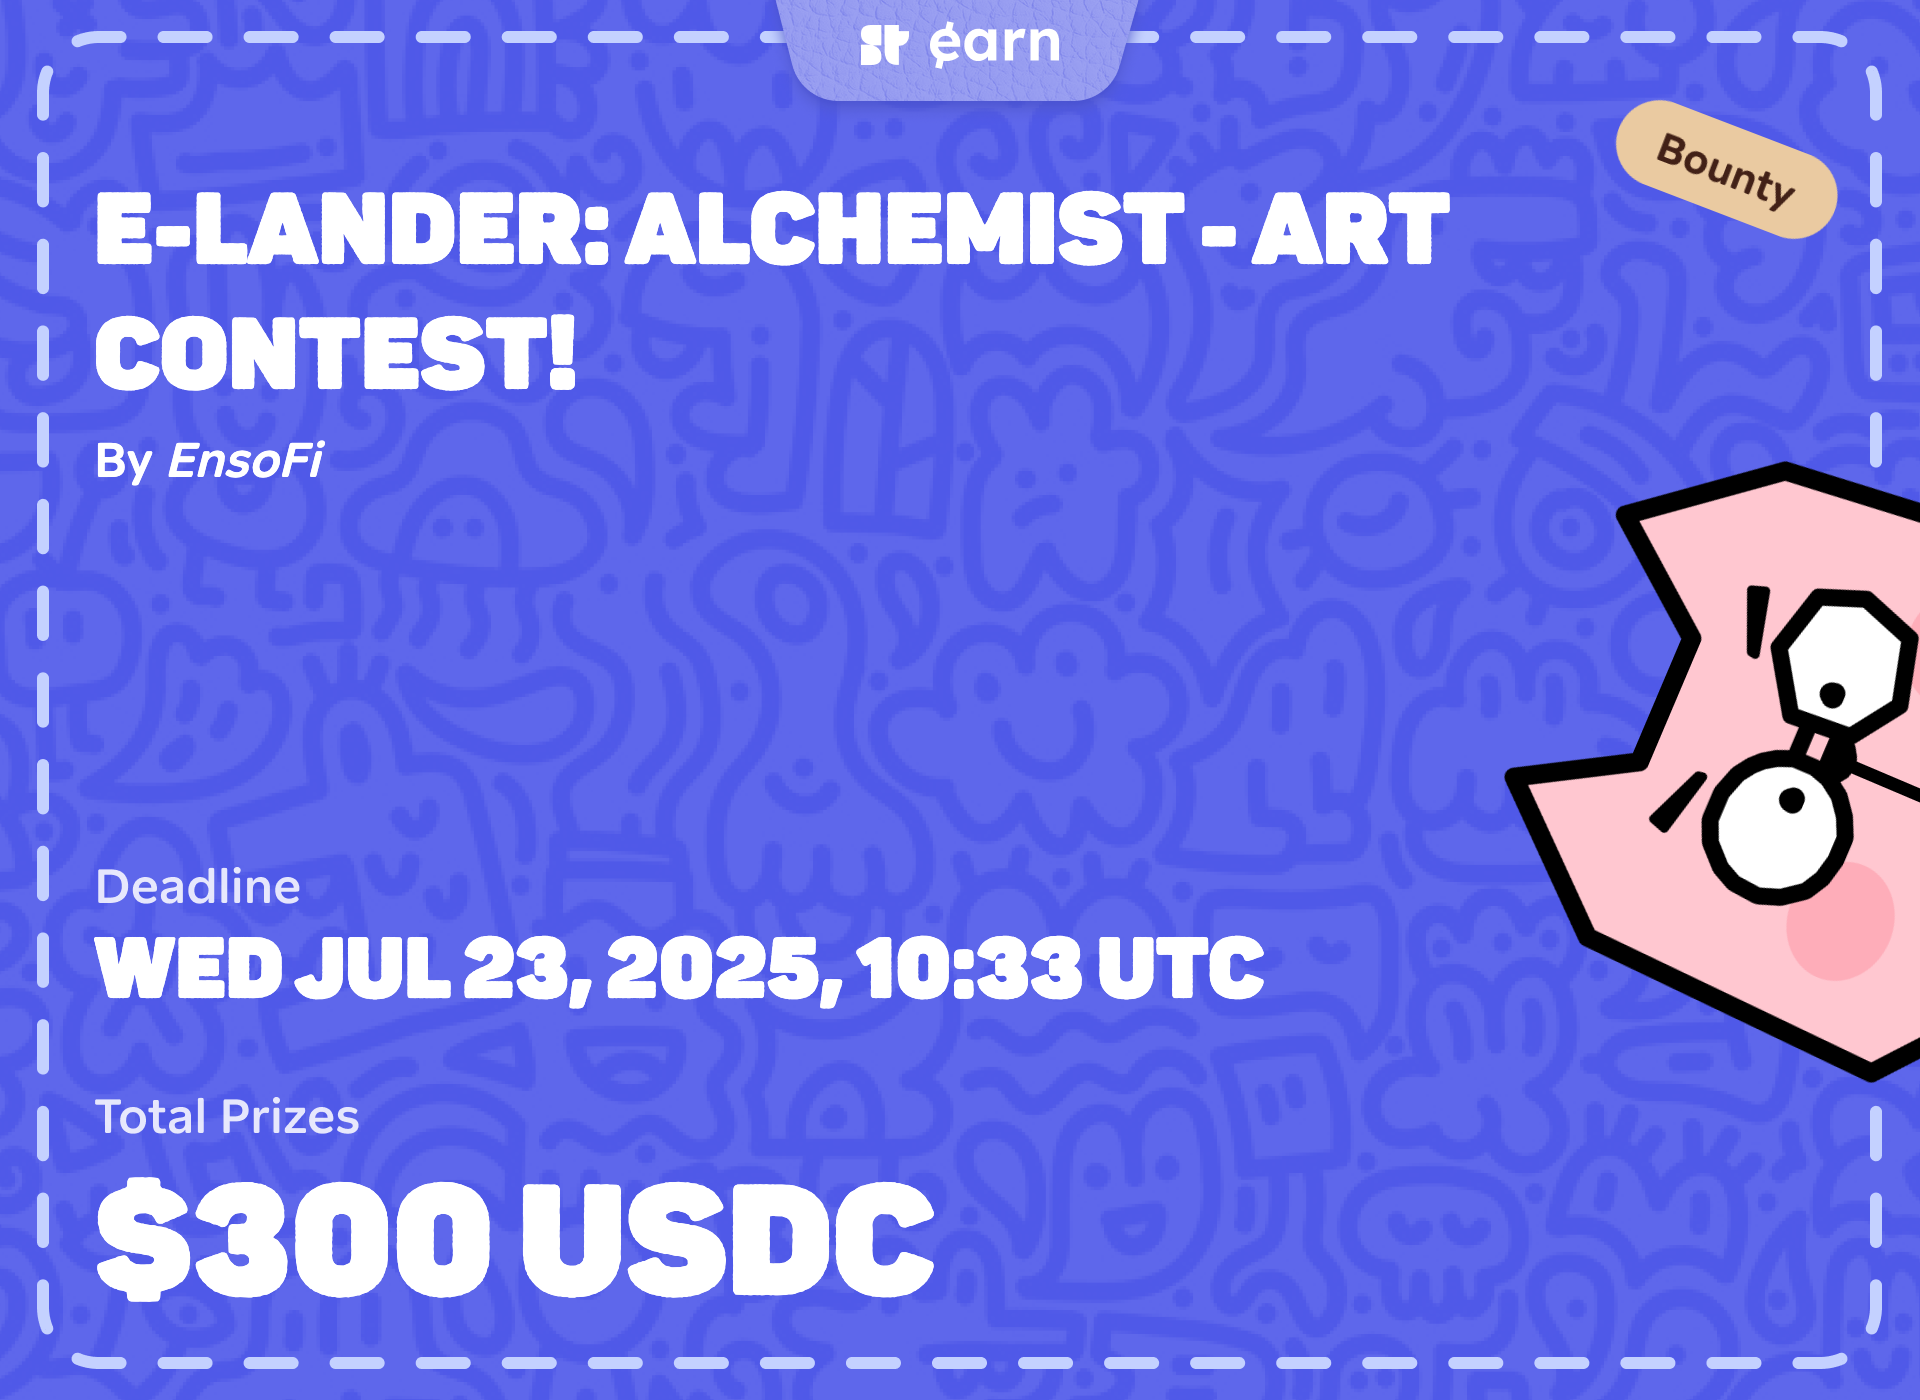 earn
Bounty
E-LANDER: ALCHEMIST - ART
CONTEST!
By EnsoFi
Deadline
WED JUL 23, 2025, 10:33 UTC
Total Prizes
$300 USDC